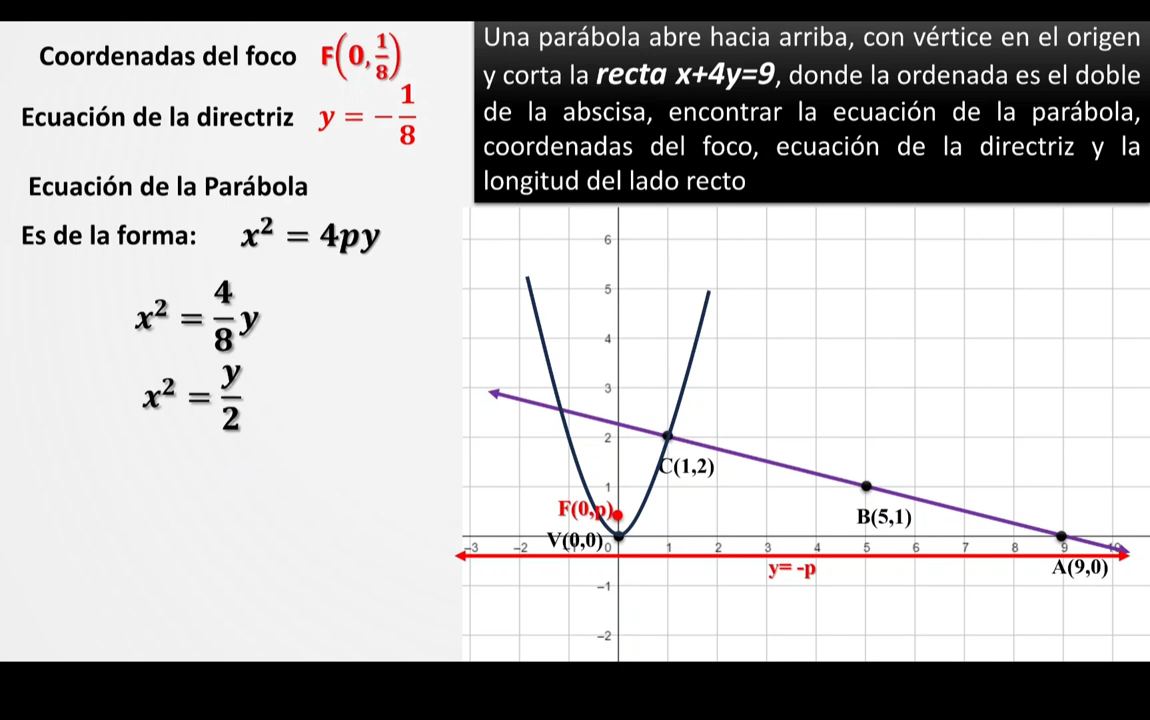 Coordenadas del foco F(0, 1/8)
Ecuación de la directriz y = − 1/8
Ecuación de la Parábola
Es de la forma: x² = 4py
x² = 4/8 y
x² = y/2
Una parábola abre hacia arriba, con vértice en el origen
y corta la recta x+4y=9, donde la ordenada es el doble
de la abscisa, encontrar la ecuación de la parábola,
coordenadas del foco, ecuación de la directriz y la
longitud del lado recto
6
5
4
3
2
C(1,2)
1
F(0,p)
B(5,1)
V(0,0)
−3 −2 −1 0 1 2 3 4 5 6 7 8 9 10
y= -p
A(9,0)
−1
−2